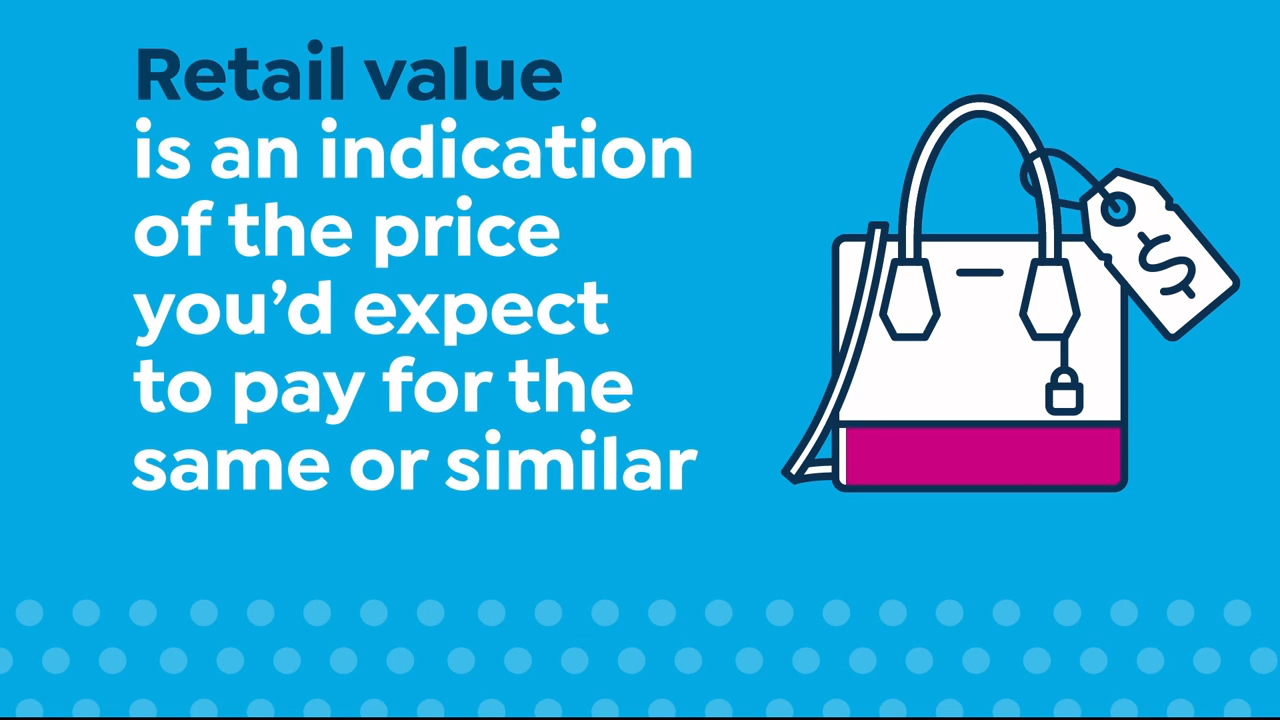 Retail value
is an indication
of the price
you’d expect
to pay for the
same or similar
$